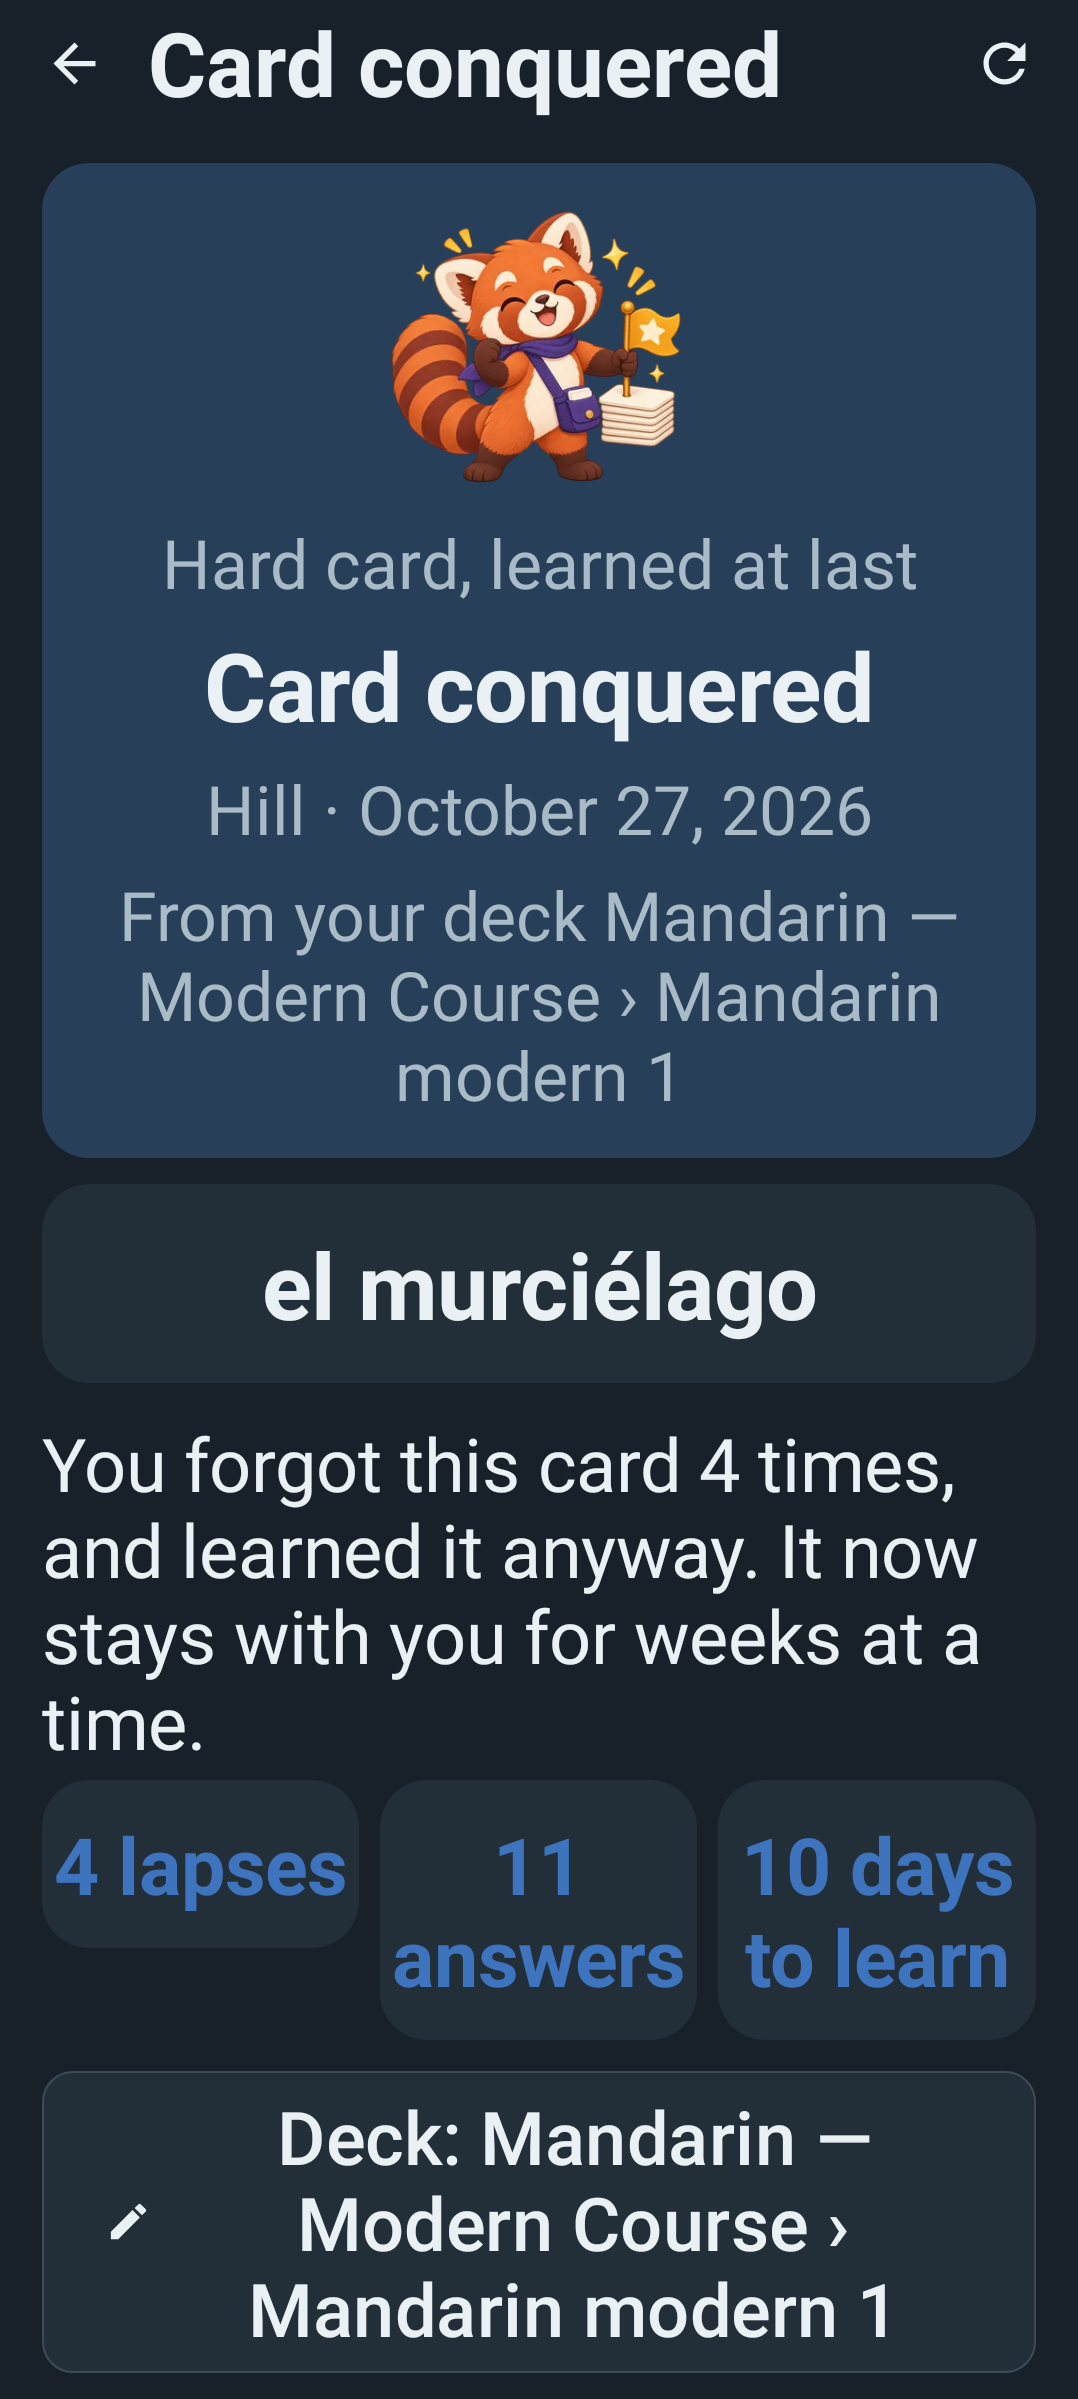 Card conquered
Hard card, learned at last
Card conquered
Hill · October 27, 2026
From your deck Mandarin —
Modern Course › Mandarin
modern 1
el murciélago
You forgot this card 4 times,
and learned it anyway. It now
stays with you for weeks at a
time.
4 lapses
11
answers
10 days
to learn
Deck: Mandarin —
Modern Course ›
Mandarin modern 1